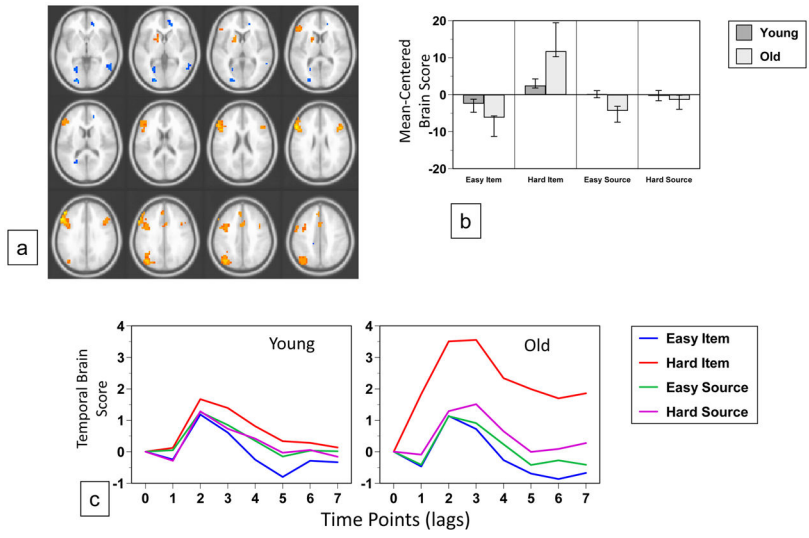 a
20
10
0
-10
-20
Mean-Centered
Brain Score
Easy Item
Hard Item
Easy Source
Hard Source
Young
Old
b
4
3
2
1
0
-1
Temporal Brain
Score
Young
0 1 2 3 4 5 6 7
4
3
2
1
0
-1
Old
0 1 2 3 4 5 6 7
Time Points (lags)
Easy Item
Hard Item
Easy Source
Hard Source
c